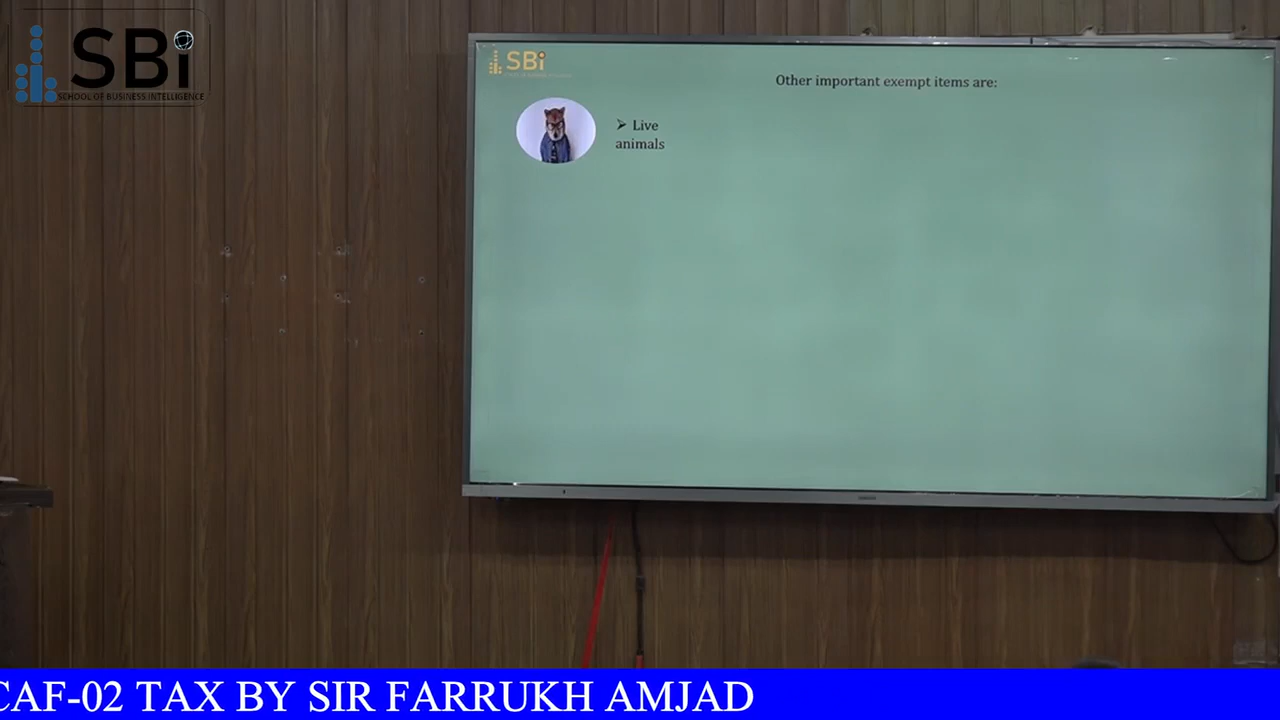 SBi
SCHOOL OF BUSINESS INTELLIGENCE
SBi
Other important exempt items are:
➢ Live
animals
CAF-02 TAX BY SIR FARRUKH AMJAD